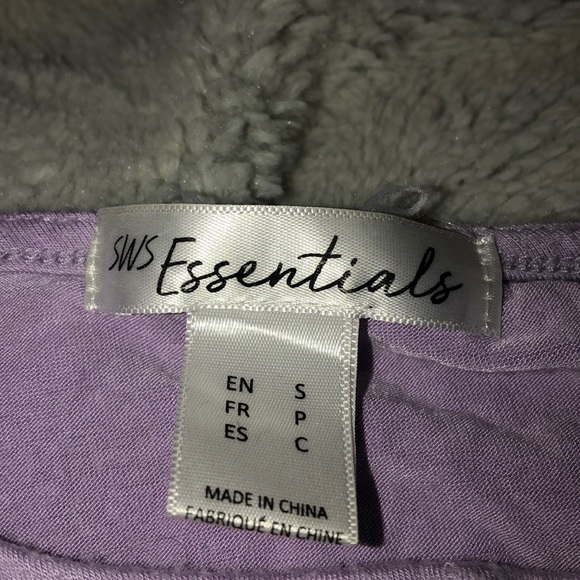 SWS Essentials
EN S
FR P
ES C
MADE IN CHINA
FABRIQUÉ EN CHINE